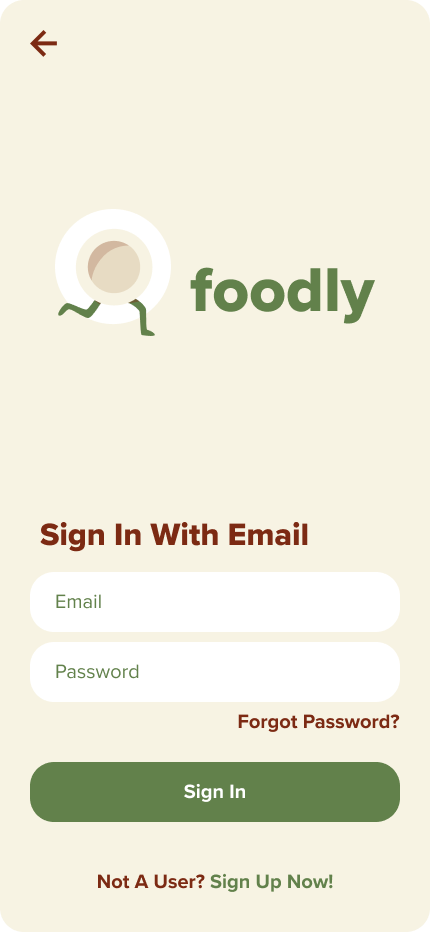 foodly
Sign In With Email
Email
Password
Forgot Password?
Sign In
Not A User? Sign Up Now!